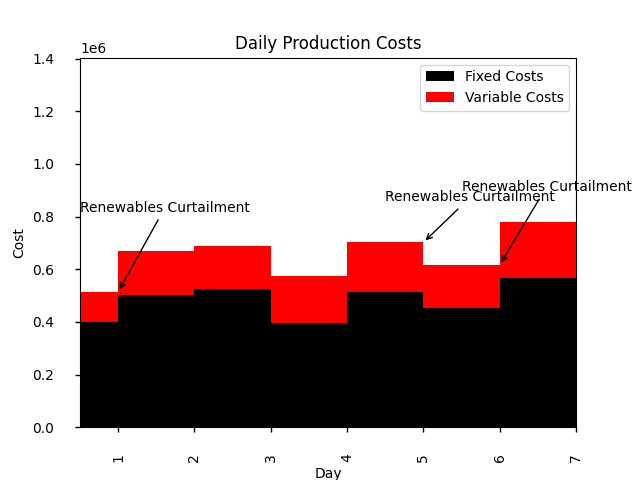 Daily Production Costs
1e6
1.4
1.2
1.0
0.8
0.6
0.4
0.2
0.0
Cost
Fixed Costs
Variable Costs
Renewables Curtailment
Renewables Curtailment
Renewables Curtailment
1
2
3
4
5
6
7
Day